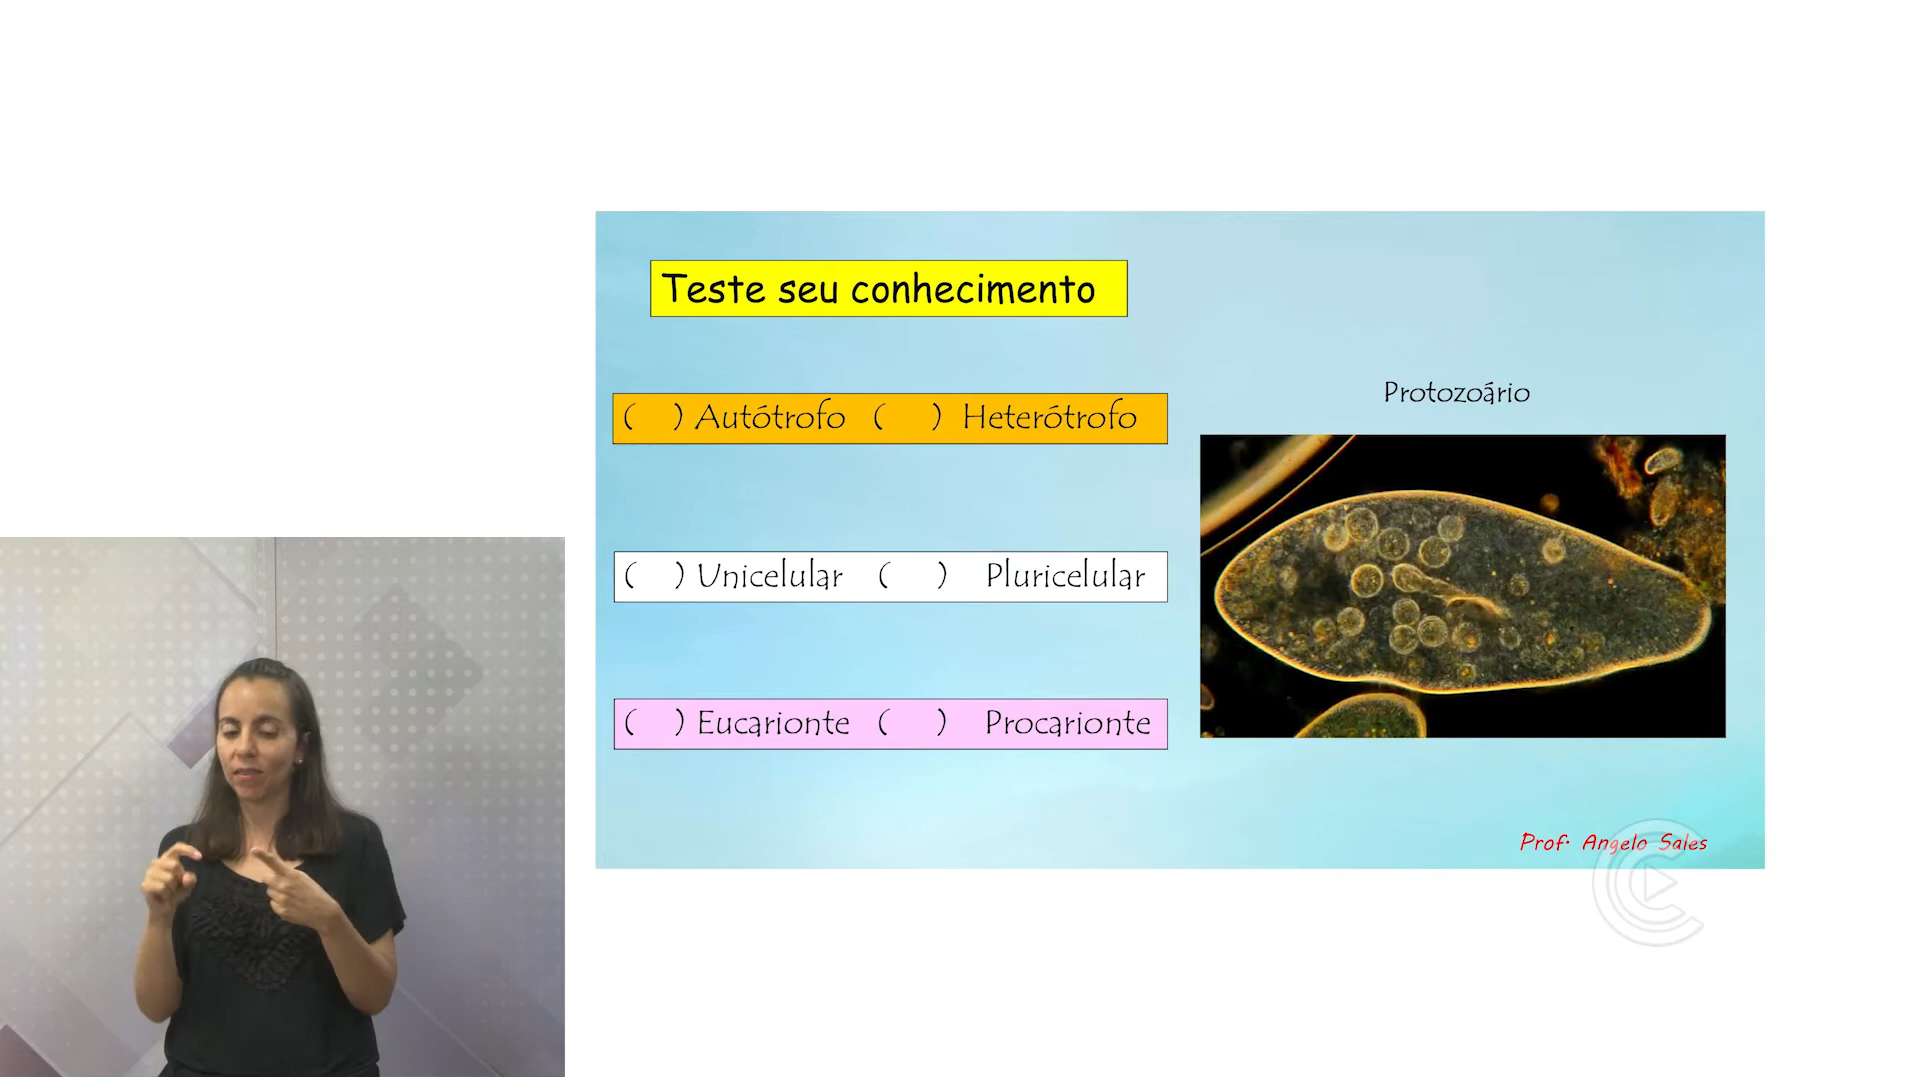 Teste seu conhecimento
Protozoário
( ) Autótrofo ( ) Heterótrofo
( ) Unicelular ( ) Pluricelular
( ) Eucarionte ( ) Procarionte
Prof. Angelo Sales